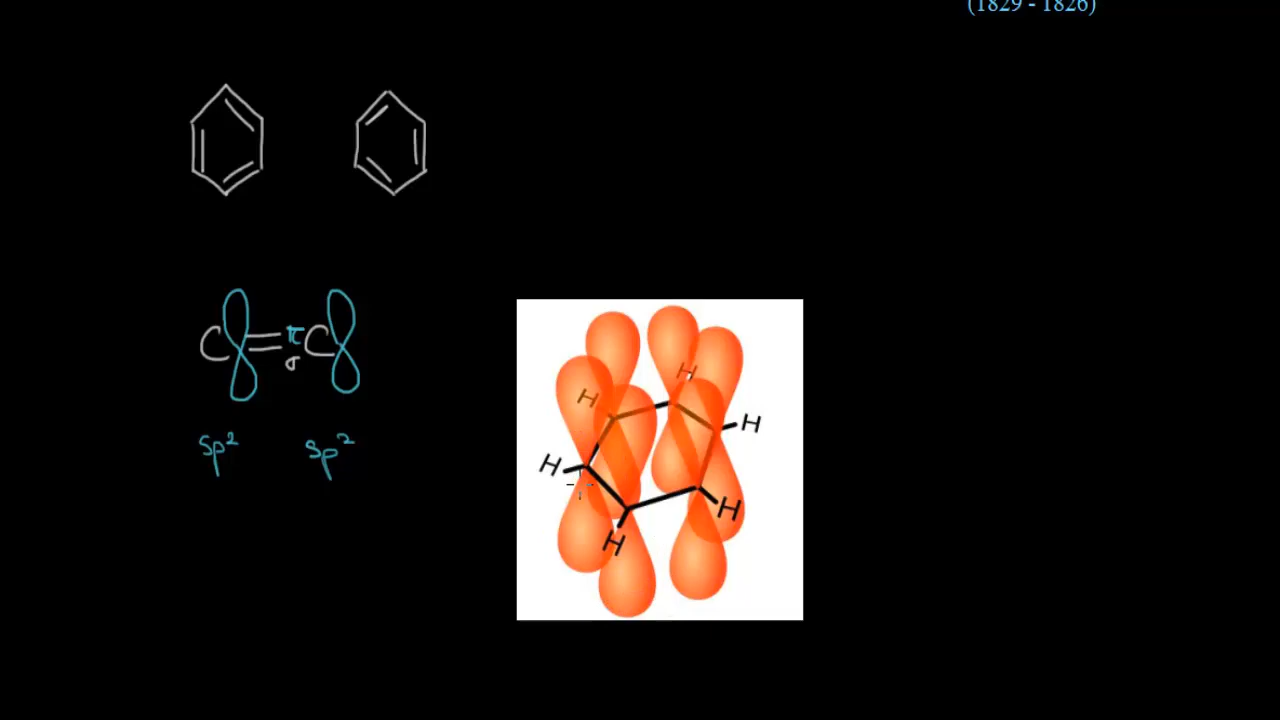 (1829 - 1826)
C = π C
σ
sp² sp²
H
H H
H
H
H